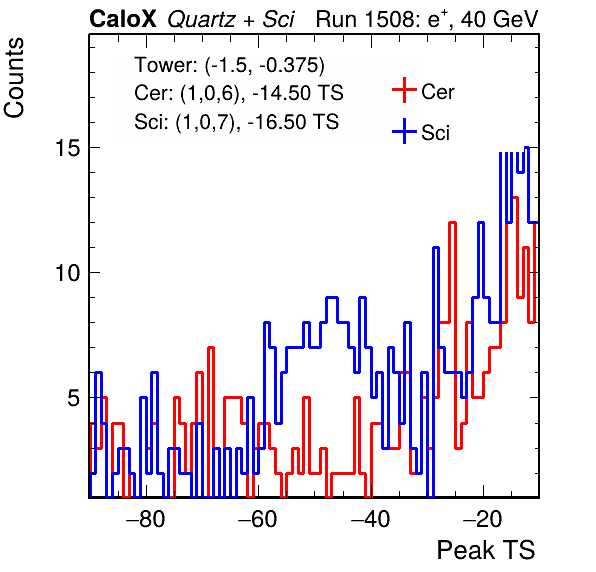 CaloX Quartz + Sci Run 1508: e⁺, 40 GeV
Counts
Tower: (-1.5, -0.375)
Cer: (1,0,6), -14.50 TS
Sci: (1,0,7), -16.50 TS
Cer
Sci
15
10
5
−80 −60 −40 −20
Peak TS